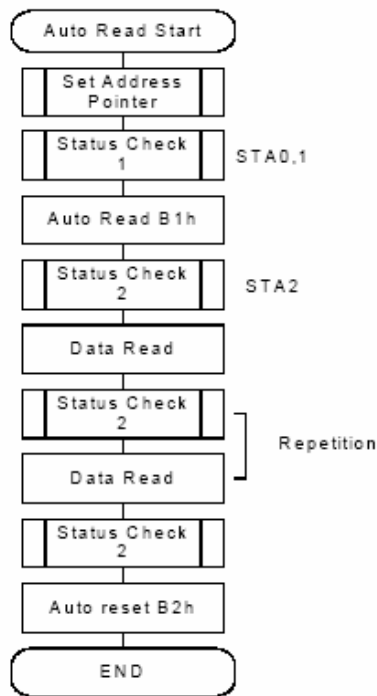 Auto Read Start
Set Address
Pointer
Status Check
1
STA0,1
Auto Read B1h
Status Check
2
STA2
Data Read
Status Check
2
Repetition
Data Read
Status Check
2
Auto reset B2h
END